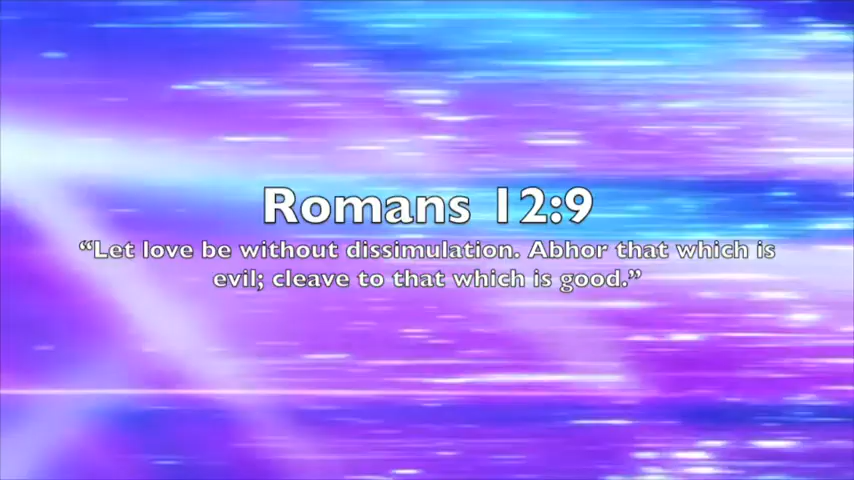 Romans 12:9
“Let love be without dissimulation. Abhor that which is
evil; cleave to that which is good.”